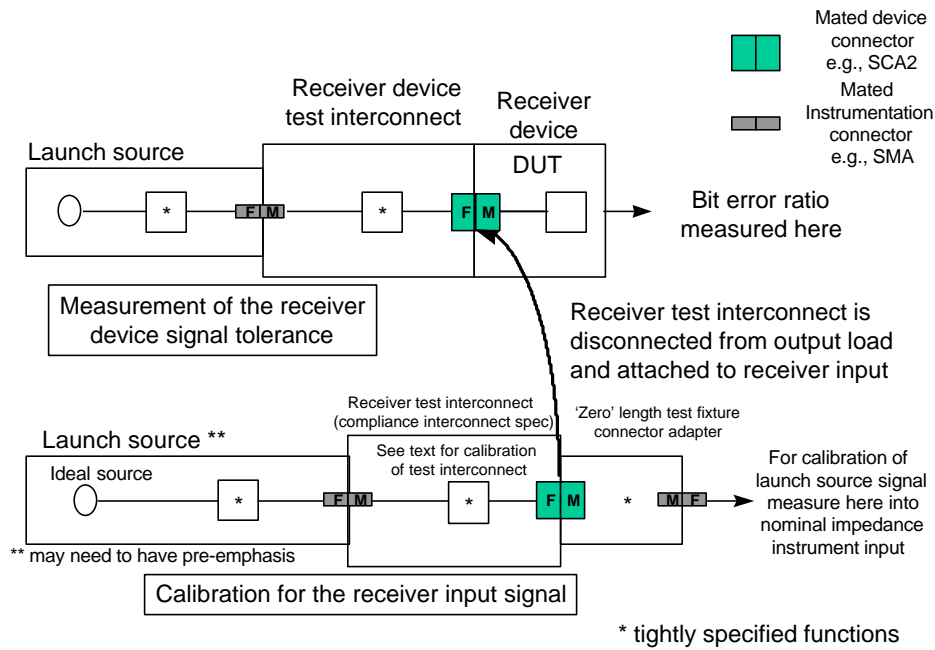 Mated device
connector
e.g., SCA2
Mated
Instrumentation
connector
e.g., SMA
Receiver device
test interconnect
Receiver
device
Launch source
DUT
*
F M
*
F M
Bit error ratio
measured here
Measurement of the receiver
device signal tolerance
Receiver test interconnect is
disconnected from output load
and attached to receiver input
Receiver test interconnect
(compliance interconnect spec)
'Zero' length test fixture
connector adapter
Launch source **
Ideal source
See text for calibration
of test interconnect
*
F M
*
F M
*
M F
For calibration of
launch source signal
measure here into
nominal impedance
instrument input
** may need to have pre-emphasis
Calibration for the receiver input signal
* tightly specified functions